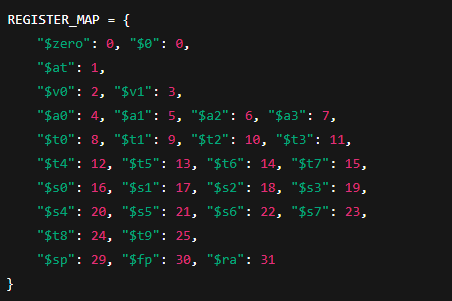 REGISTER_MAP = {
    "$zero": 0, "$0": 0,
    "$at": 1,
    "$v0": 2, "$v1": 3,
    "$a0": 4, "$a1": 5, "$a2": 6, "$a3": 7,
    "$t0": 8, "$t1": 9, "$t2": 10, "$t3": 11,
    "$t4": 12, "$t5": 13, "$t6": 14, "$t7": 15,
    "$s0": 16, "$s1": 17, "$s2": 18, "$s3": 19,
    "$s4": 20, "$s5": 21, "$s6": 22, "$s7": 23,
    "$t8": 24, "$t9": 25,
    "$sp": 29, "$fp": 30, "$ra": 31
}